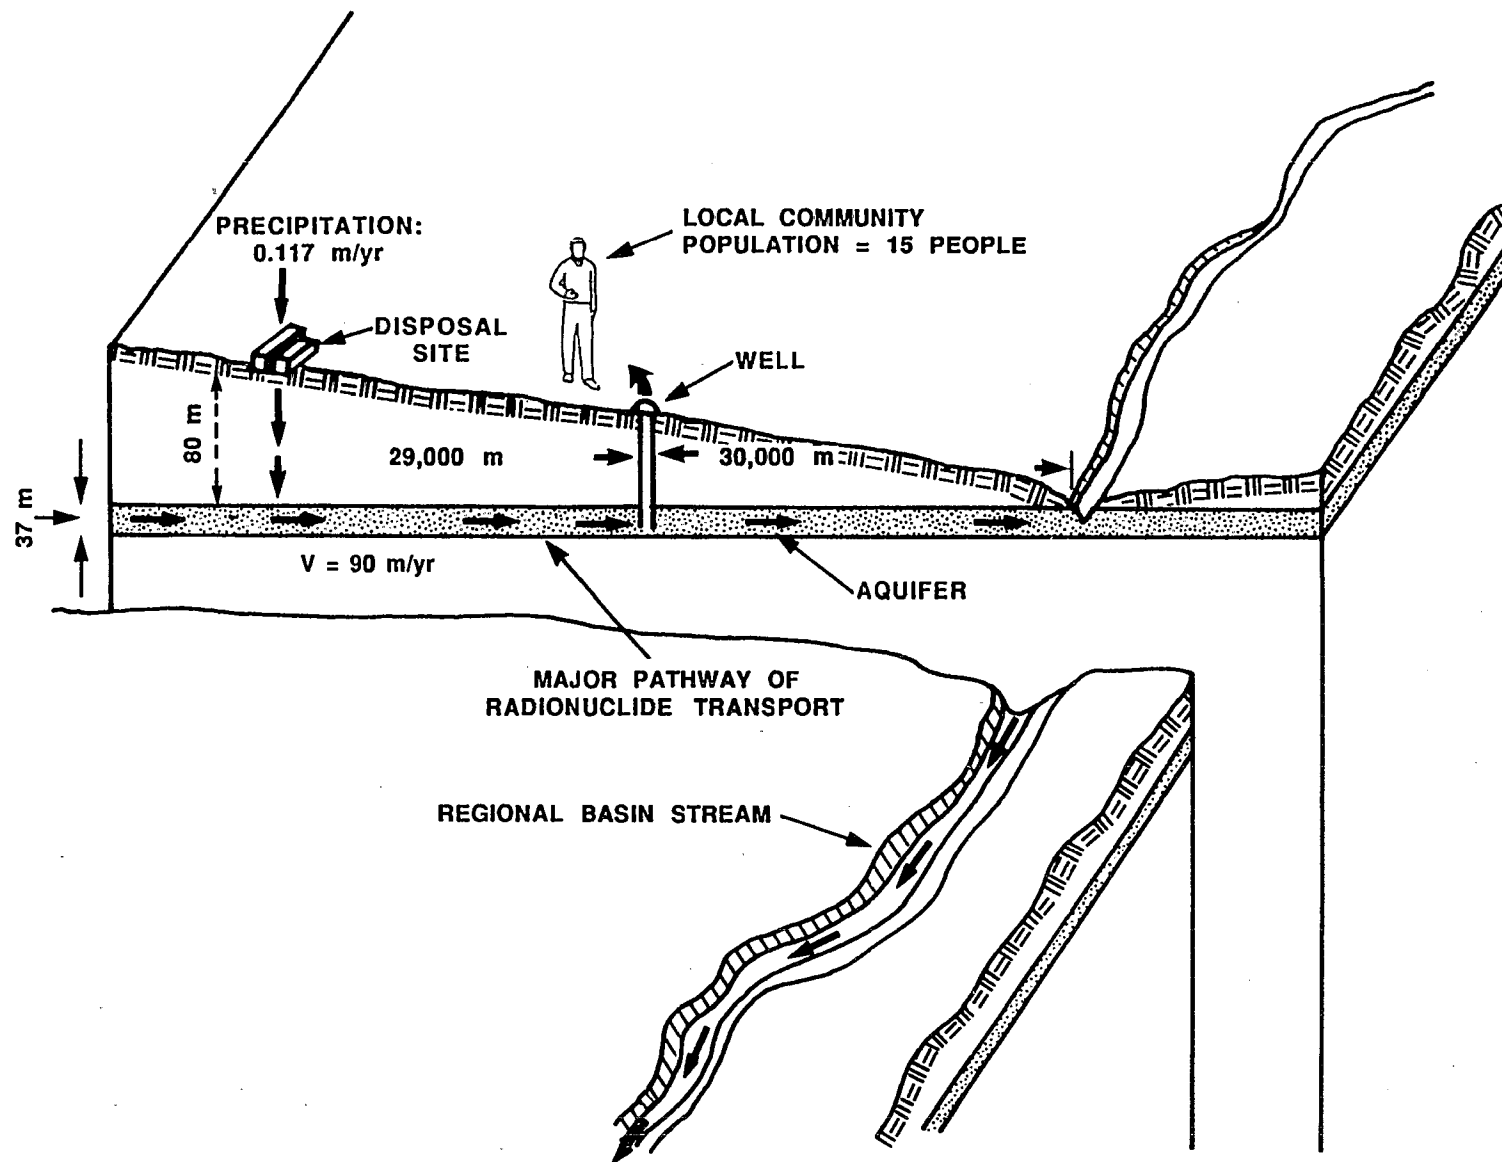 PRECIPITATION:
0.117 m/yr
LOCAL COMMUNITY
POPULATION = 15 PEOPLE
DISPOSAL
SITE
WELL
80 m
29,000 m
30,000 m
37 m
V = 90 m/yr
AQUIFER
MAJOR PATHWAY OF
RADIONUCLIDE TRANSPORT
REGIONAL BASIN STREAM